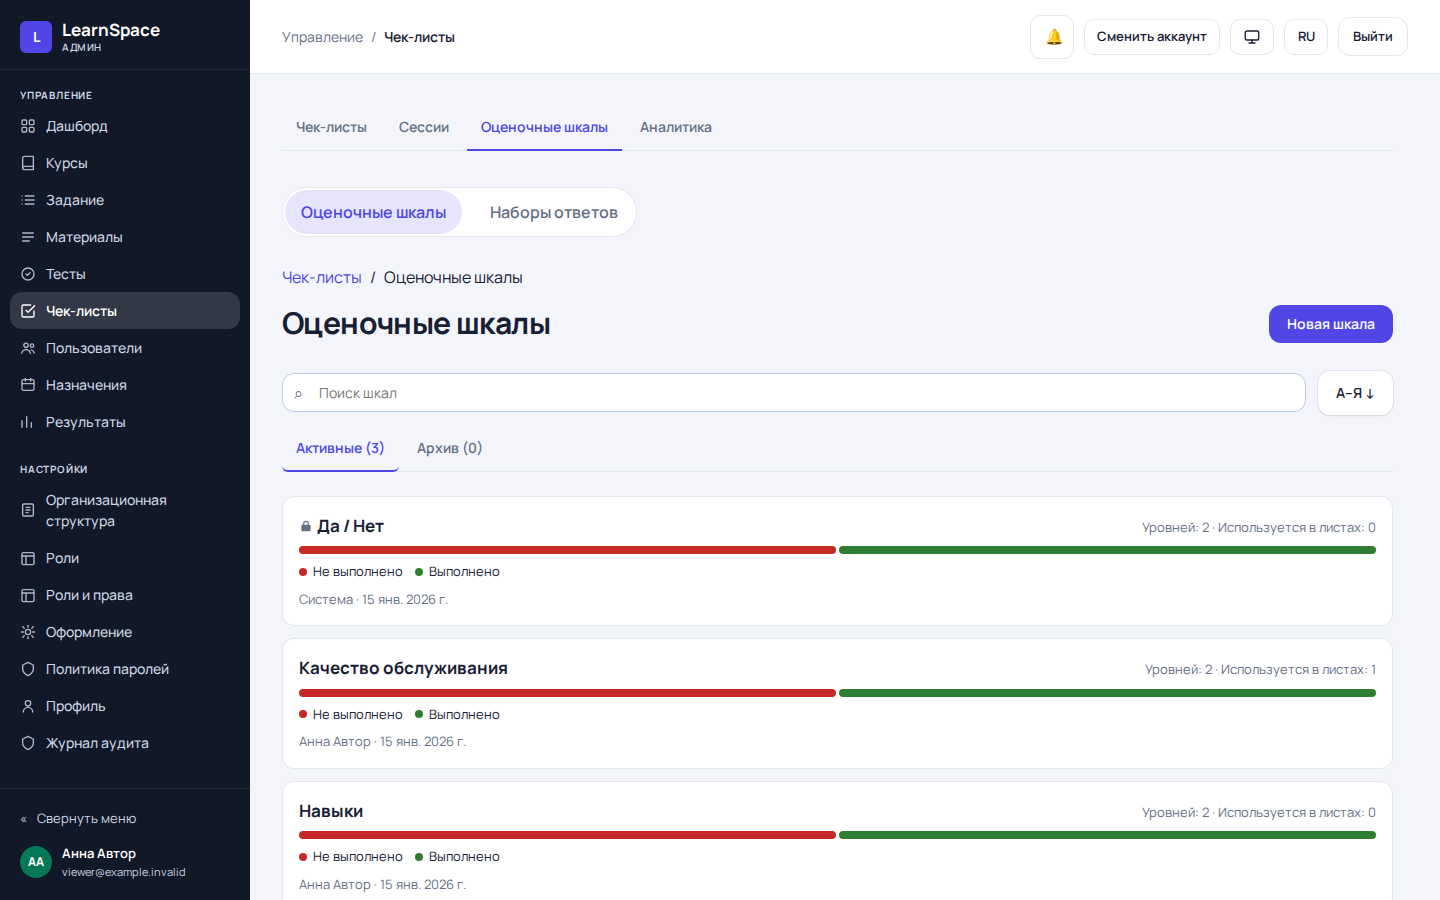 L
LearnSpace
АДМИН
Управление / Чек-листы
Сменить аккаунт
RU
Выйти
УПРАВЛЕНИЕ
Дашборд
Курсы
Задание
Материалы
Тесты
Чек-листы
Пользователи
Назначения
Результаты
НАСТРОЙКИ
Организационная
структура
Роли
Роли и права
Оформление
Политика паролей
Профиль
Журнал аудита
« Свернуть меню
АА
Анна Автор
viewer@example.invalid
Чек-листы Сессии Оценочные шкалы Аналитика
Оценочные шкалы Наборы ответов
Чек-листы / Оценочные шкалы
Оценочные шкалы
Новая шкала
Поиск шкал
А–Я ↓
Активные (3) Архив (0)
Да / Нет
Уровней: 2 · Используется в листах: 0
Не выполнено Выполнено
Система · 15 янв. 2026 г.
Качество обслуживания
Уровней: 2 · Используется в листах: 1
Не выполнено Выполнено
Анна Автор · 15 янв. 2026 г.
Навыки
Уровней: 2 · Используется в листах: 0
Не выполнено Выполнено
Анна Автор · 15 янв. 2026 г.